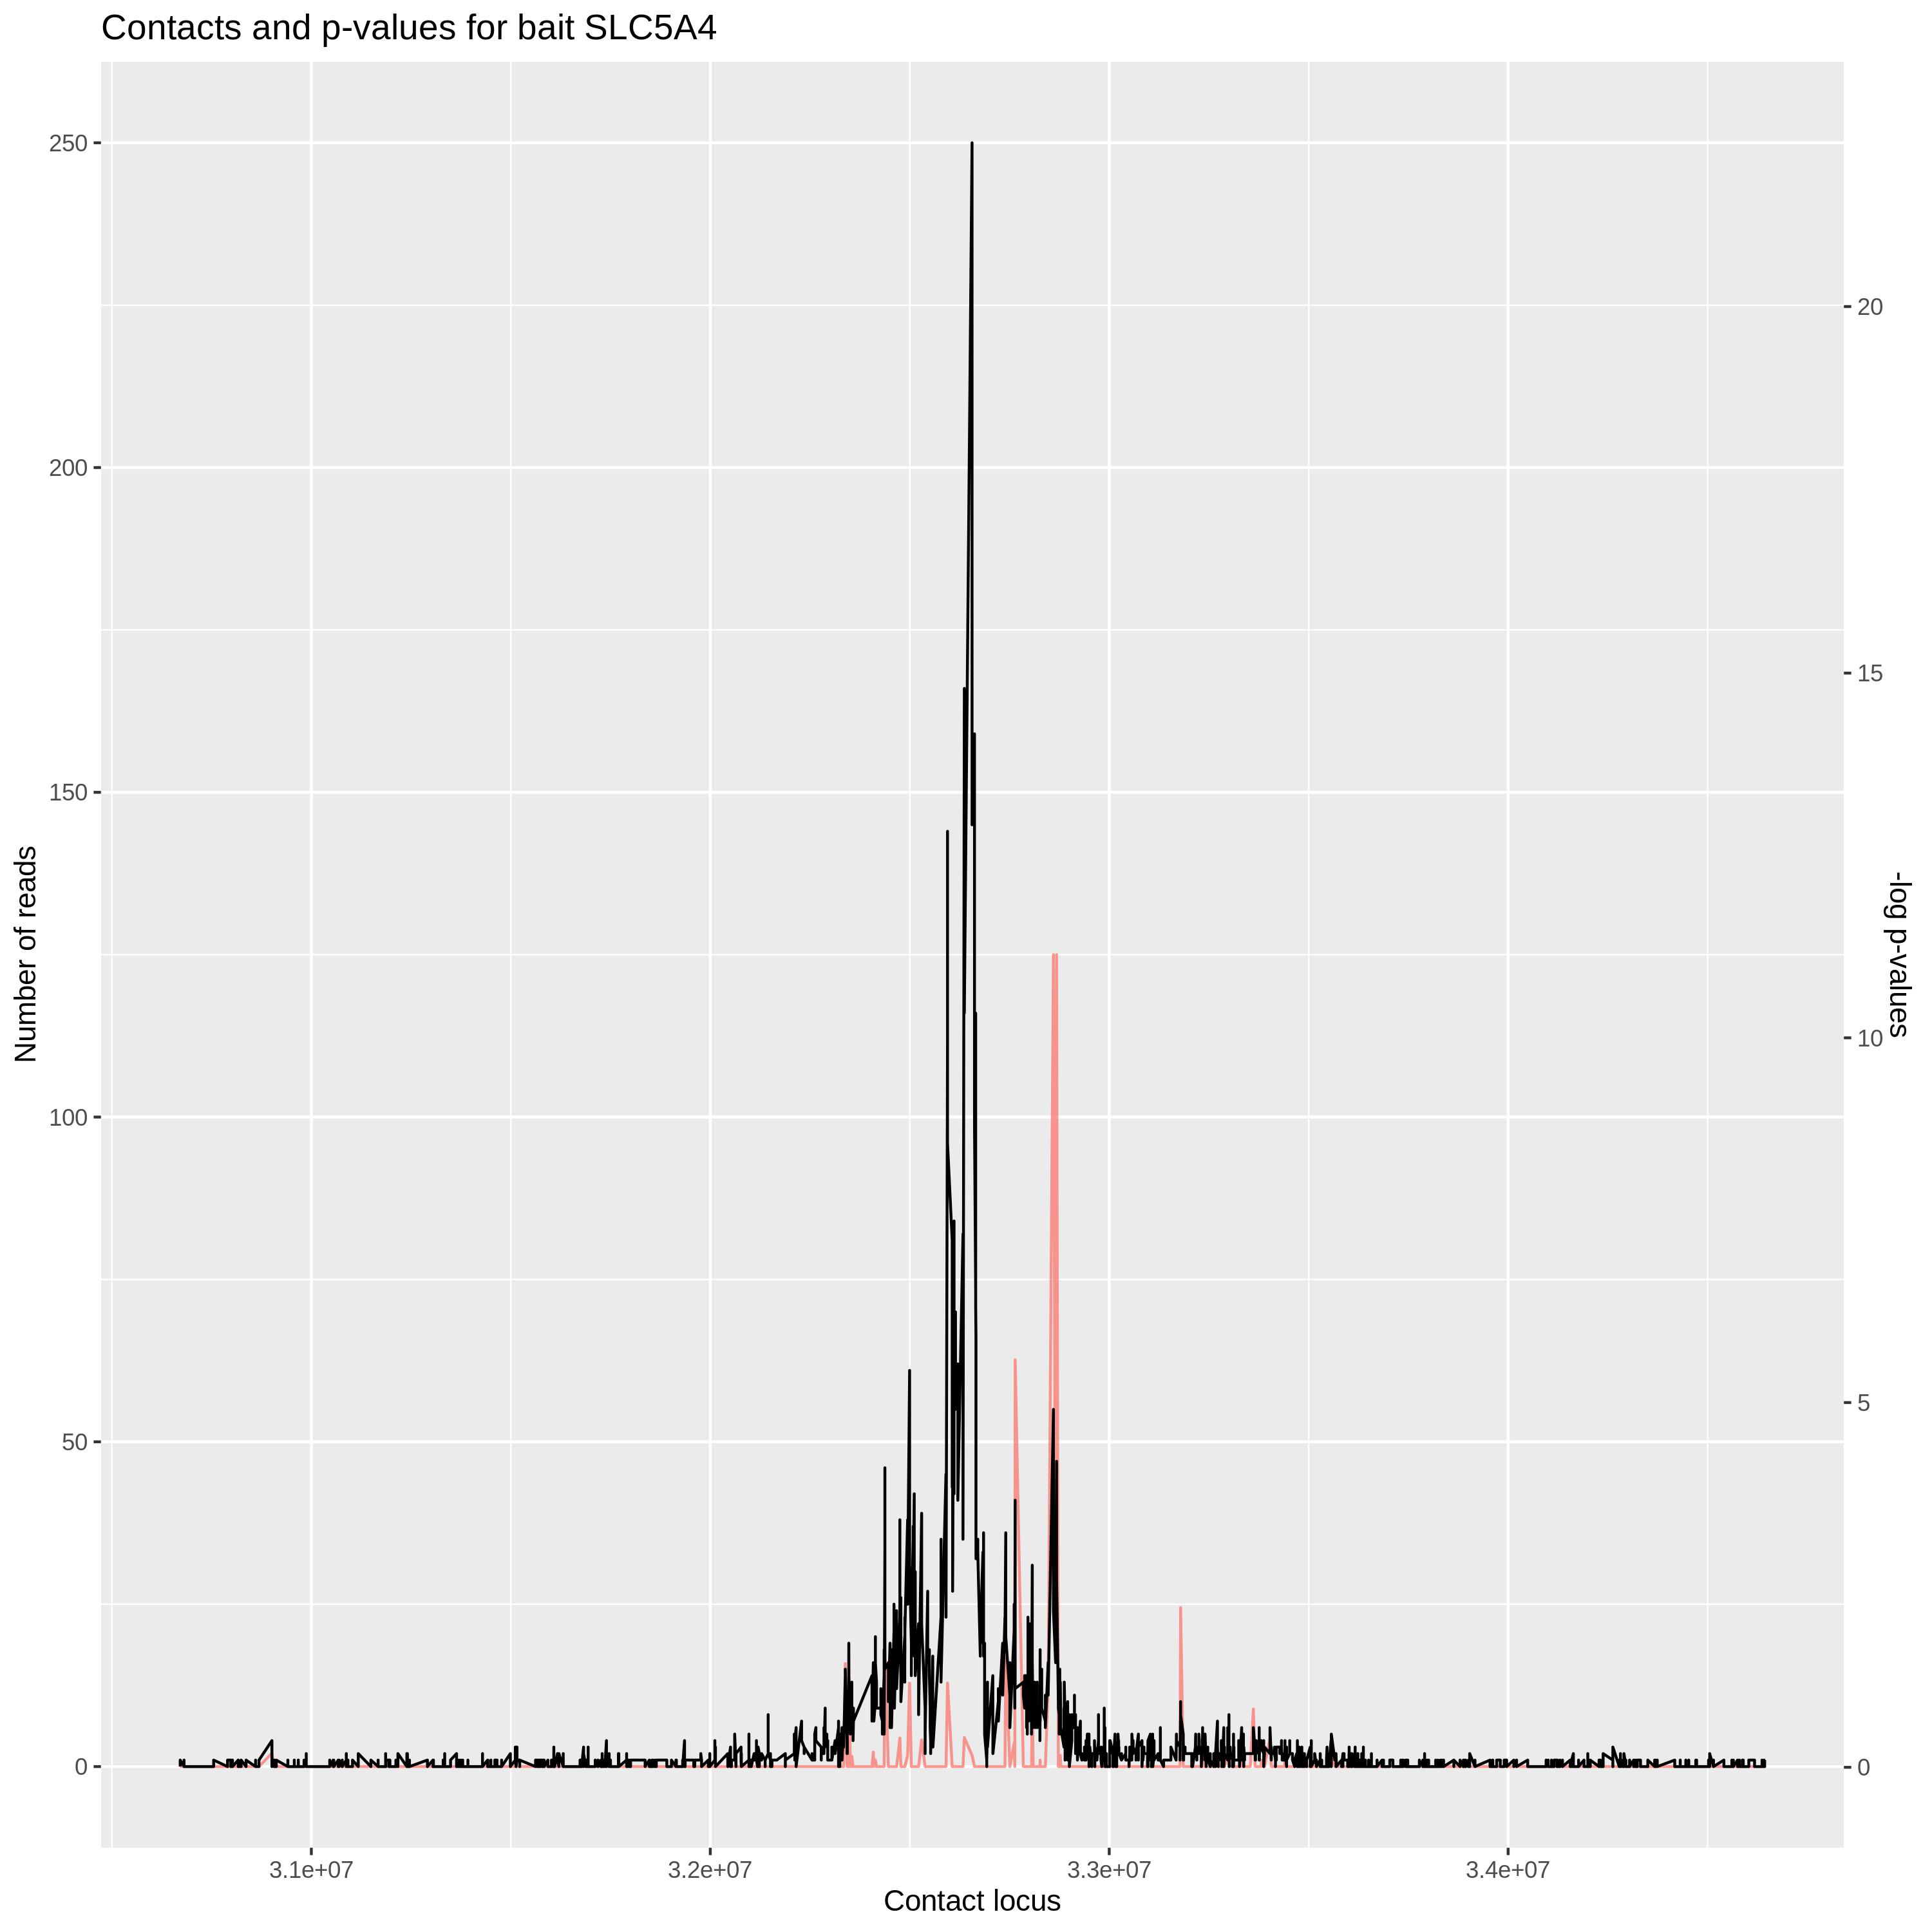 Contacts and p-values for bait SLC5A4
250
200
150
100
50
0
Number of reads
20
15
10
5
0
-log p-values
3.1e+07
3.2e+07
3.3e+07
3.4e+07
Contact locus